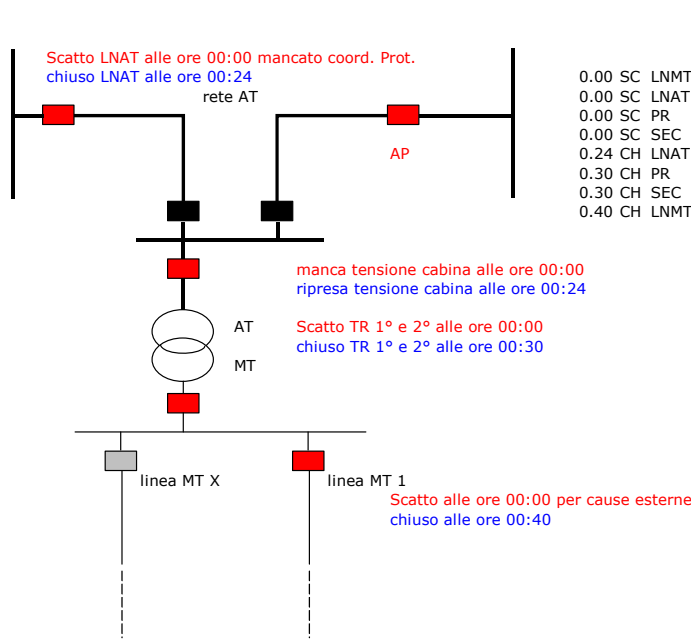 Scatto LNAT alle ore 00:00 mancato coord. Prot.
chiuso LNAT alle ore 00:24
rete AT
0.00 SC LNMT
0.00 SC LNAT
0.00 SC PR
0.00 SC SEC
0.24 CH LNAT
0.30 CH PR
0.30 CH SEC
0.40 CH LNMT
AP
manca tensione cabina alle ore 00:00
ripresa tensione cabina alle ore 00:24
AT
Scatto TR 1° e 2° alle ore 00:00
chiuso TR 1° e 2° alle ore 00:30
MT
linea MT X
linea MT 1
Scatto alle ore 00:00 per cause esterne
chiuso alle ore 00:40